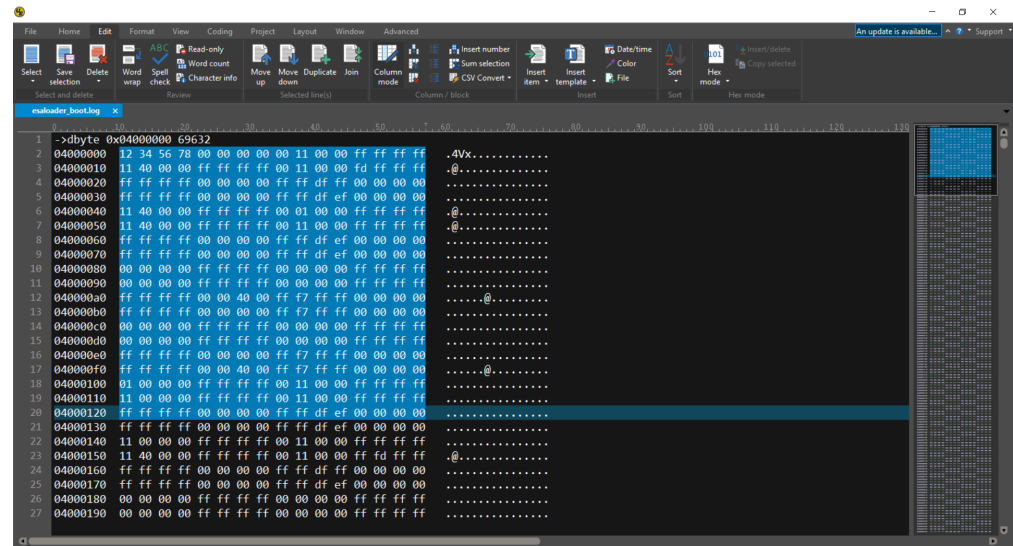 File Home Edit Format View Coding Project Layout Window Advanced An update is available... ? Support
Select Save selection Delete Word wrap ABC Spell check Read-only Word count Character info Move up Move down Duplicate Join Column mode Insert number Sum selection CSV Convert Insert item Insert template Date/time Color File A Z Sort 101 Hex mode Insert/delete Copy selected
Select and delete Review Selected line(s) Column / block Insert Sort Hex mode
esaloader_boot.log ×
0 10 20 30 40 50 60 70 80 90 100 110 120 130
1 ->dbyte 0x04000000 69632
2 04000000 12 34 56 78 00 00 00 00 00 11 00 00 ff ff ff ff .4Vx............
3 04000010 11 40 00 00 ff ff ff ff 00 11 00 00 fd ff ff ff .@..............
4 04000020 ff ff ff ff 00 00 00 00 ff ff df ff 00 00 00 00 ................
5 04000030 ff ff ff ff 00 00 00 00 ff ff df ef 00 00 00 00 ................
6 04000040 11 40 00 00 ff ff ff ff 00 01 00 00 ff ff ff ff .@..............
7 04000050 11 40 00 00 ff ff ff ff 00 11 00 00 ff ff ff ff .@..............
8 04000060 ff ff ff ff 00 00 00 00 ff ff df ef 00 00 00 00 ................
9 04000070 ff ff ff ff 00 00 00 00 ff ff df ef 00 00 00 00 ................
10 04000080 00 00 00 00 ff ff ff ff 00 00 00 00 ff ff ff ff ................
11 04000090 00 00 00 00 ff ff ff ff 00 00 00 00 ff ff ff ff ................
12 040000a0 ff ff ff ff 00 00 40 00 ff f7 ff ff 00 00 00 00 ......@.........
13 040000b0 ff ff ff ff 00 00 00 00 ff f7 ff ff 00 00 00 00 ................
14 040000c0 00 00 00 00 ff ff ff ff 00 00 00 00 ff ff ff ff ................
15 040000d0 00 00 00 00 ff ff ff ff 00 00 00 00 ff ff ff ff ................
16 040000e0 ff ff ff ff 00 00 00 00 ff f7 ff ff 00 00 00 00 ................
17 040000f0 ff ff ff ff 00 00 40 00 ff f7 ff ff 00 00 00 00 ......@.........
18 04000100 01 00 00 00 ff ff ff ff 00 11 00 00 ff ff ff ff ................
19 04000110 11 00 00 00 ff ff ff ff 00 11 00 00 ff ff ff ff ................
20 04000120 ff ff ff ff 00 00 00 00 ff ff df ef 00 00 00 00 ................
21 04000130 ff ff ff ff 00 00 00 00 ff ff df ef 00 00 00 00 ................
22 04000140 11 00 00 00 ff ff ff ff 00 11 00 00 ff ff ff ff ................
23 04000150 11 40 00 00 ff ff ff ff 00 11 00 00 ff fd ff ff .@..............
24 04000160 ff ff ff ff 00 00 00 00 ff ff df ff 00 00 00 00 ................
25 04000170 ff ff ff ff 00 00 00 00 ff ff df ef 00 00 00 00 ................
26 04000180 00 00 00 00 ff ff ff ff 00 00 00 00 ff ff ff ff ................
27 04000190 00 00 00 00 ff ff ff ff 00 00 00 00 ff ff ff ff ................